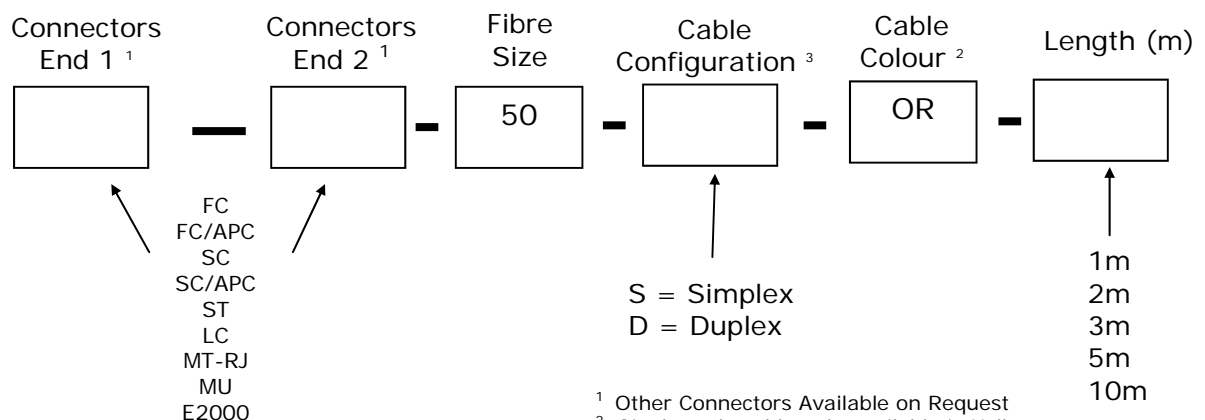 Connectors End 1 ¹
Connectors End 2 ¹
Fibre Size
Cable Configuration ³
Cable Colour ²
Length (m)
50
OR
FC
FC/APC
SC
SC/APC
ST
LC
MT-RJ
MU
E2000
S = Simplex
D = Duplex
1m
2m
3m
5m
10m
¹ Other Connectors Available on Request